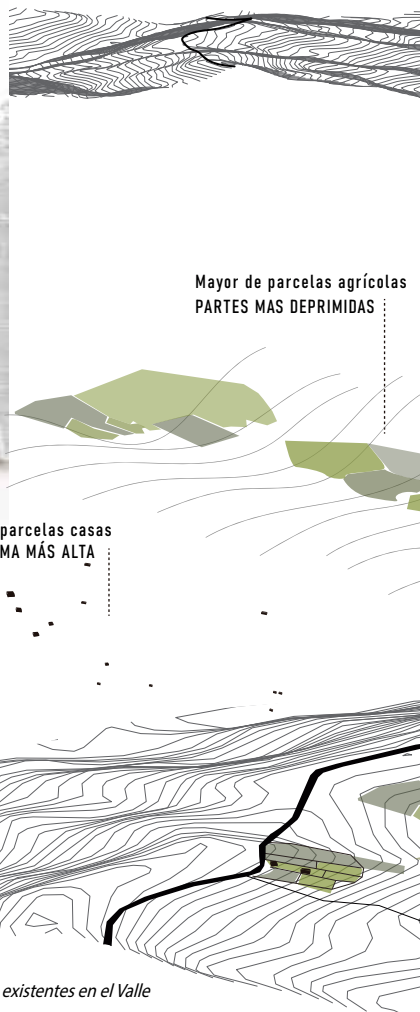 Mayor de parcelas agrícolas
PARTES MAS DEPRIMIDAS
parcelas casas
MA MÁS ALTA
existentes en el Valle